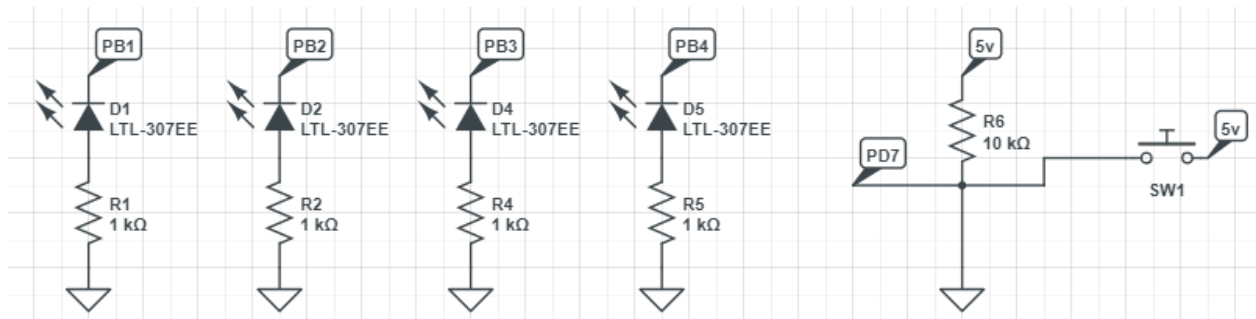 PB1
PB2
PB3
PB4
5v
D1
LTL-307EE
D2
LTL-307EE
D4
LTL-307EE
D5
LTL-307EE
R6
10 kΩ
5v
PD7
SW1
R1
1 kΩ
R2
1 kΩ
R4
1 kΩ
R5
1 kΩ